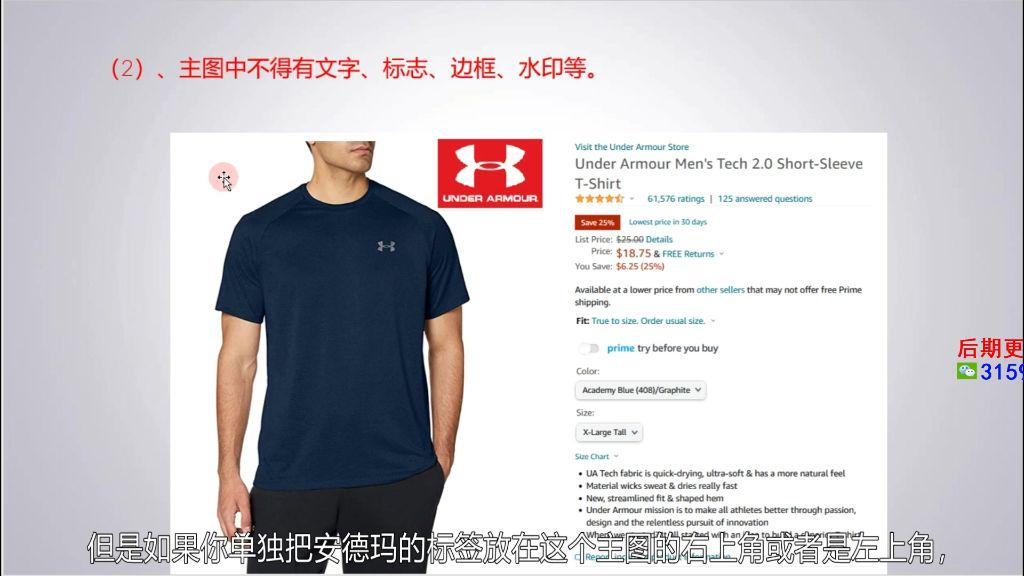 （2）、主图中不得有文字、标志、边框、水印等。
UNDER ARMOUR
Visit the Under Armour Store
Under Armour Men's Tech 2.0 Short-Sleeve
T-Shirt
61,576 ratings | 125 answered questions
Save 25% Lowest price in 30 days
List Price: $25.00 Details
Price: $18.75 & FREE Returns
You Save: $6.25 (25%)
Available at a lower price from other sellers that may not offer free Prime
shipping.
Fit: True to size. Order usual size.
prime try before you buy
Color:
Academy Blue (408)/Graphite
Size:
X-Large Tall
Size Chart
• UA Tech fabric is quick-drying, ultra-soft & has a more natural feel
• Material wicks sweat & dries really fast
• New, streamlined fit & shaped hem
• Under Armour mission is to make all athletes better through passion,
design and the relentless pursuit of innovation
后期更
3159
但是如果你单独把安德玛的标签放在这个主图的右上角或者是左上角，